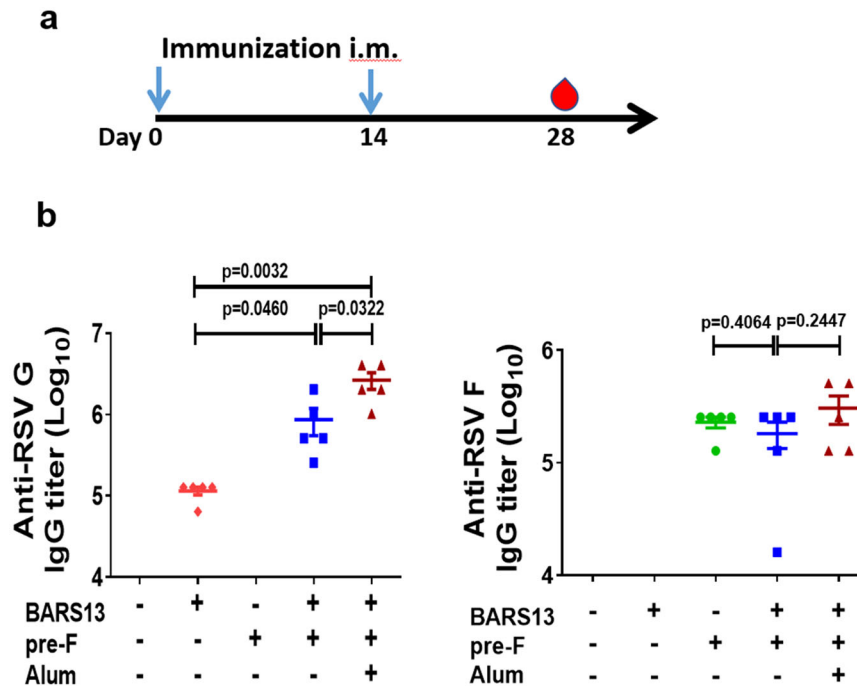 a
Immunization i.m.
Day 0 14 28
b
p=0.0032
p=0.0460 p=0.0322
Anti-RSV G
IgG titer (Log10)
7
6
5
4
BARS13 - + - + +
pre-F - - + + +
Alum - - - - +
p=0.4064 p=0.2447
Anti-RSV F
IgG titer (Log10)
6
5
4
BARS13 - + - + +
pre-F - - + + +
Alum - - - - +